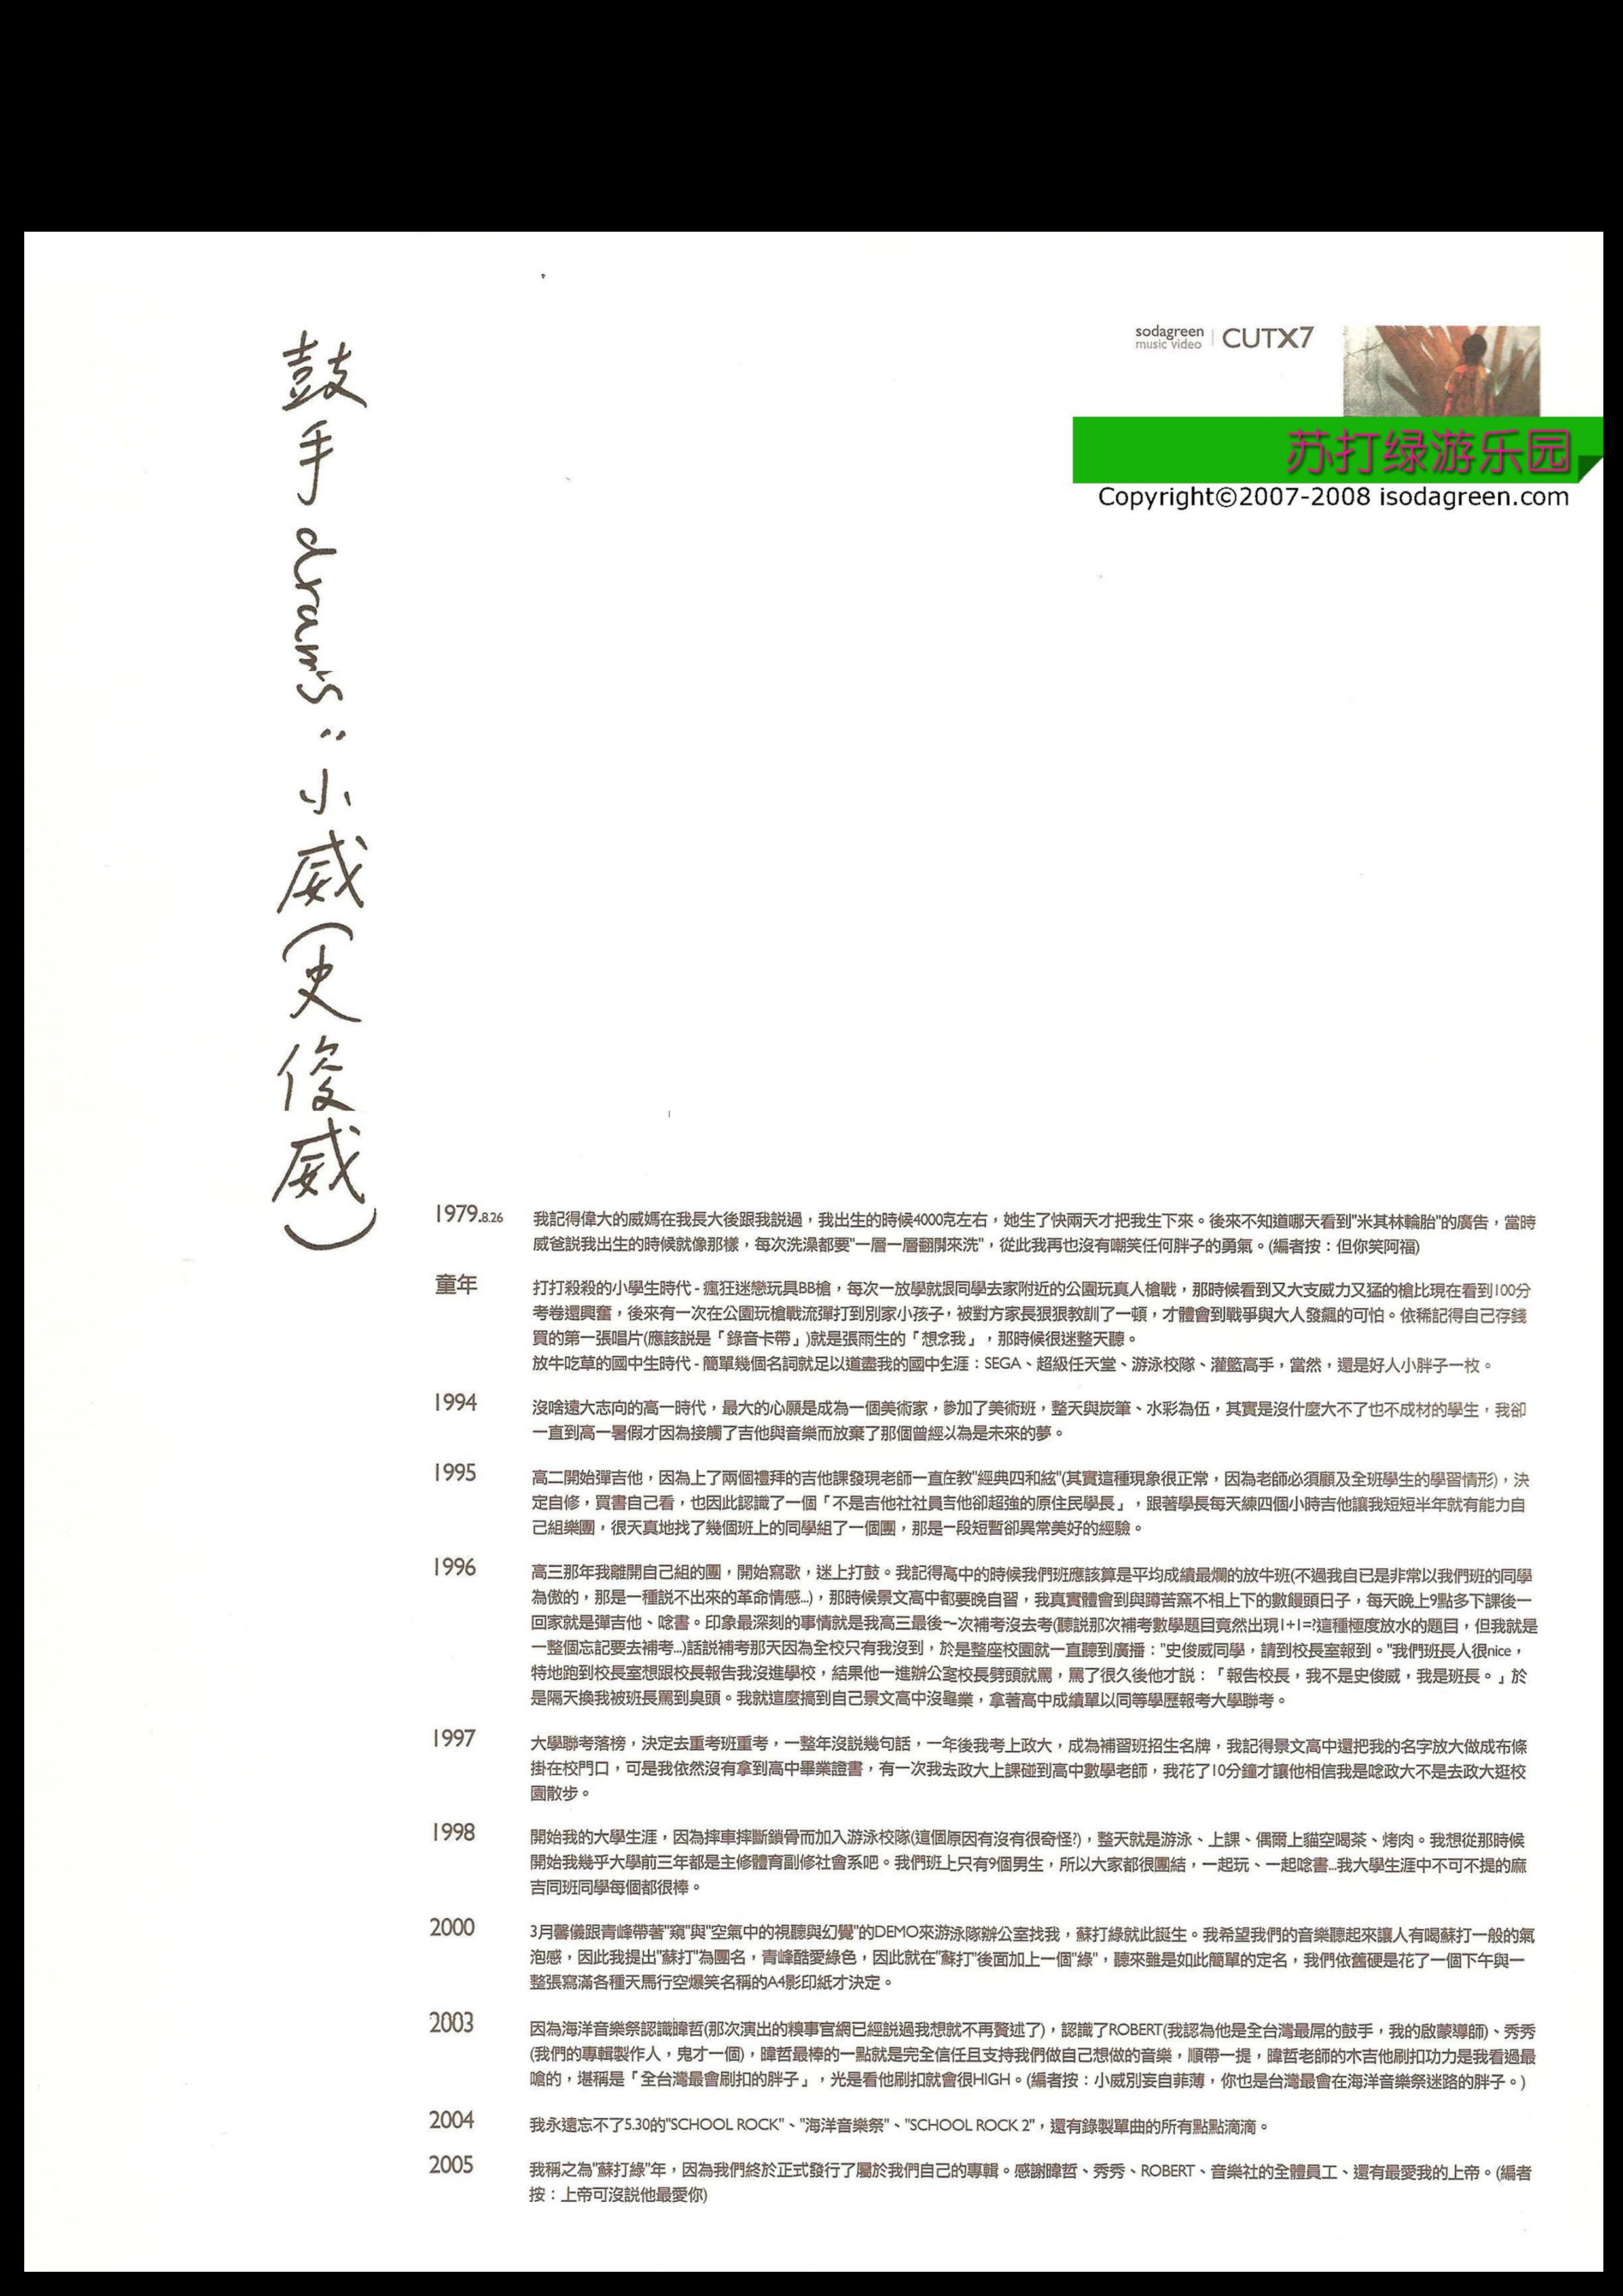 鼓手 dram's：小威(史俊威)
sodagreen
music video
CUTX7
苏打绿游乐园
Copyright©2007-2008 isodagreen.com
1979.8.26
我記得偉大的威媽在我長大後跟我説過，我出生的時候4000克左右，她生了快兩天才把我生下來。後來不知道哪天看到"米其林輪胎"的廣告，當時
威爸説我出生的時候就像那樣，每次洗澡都要"一層一層翻開來洗"，從此我再也沒有嘲笑任何胖子的勇氣。(編者按：但你笑阿福)
童年
打打殺殺的小學生時代 - 瘋狂迷戀玩具BB槍，每次一放學就跟同學去家附近的公園玩真人槍戰，那時候看到又大支威力又猛的槍比現在看到100分
考卷還興奮，後來有一次在公園玩槍戰流彈打到別家小孩子，被對方家長狠狠教訓了一頓，才體會到戰爭與大人發飆的可怕。依稀記得自己存錢
買的第一張唱片(應該説是「錄音卡帶」)就是張雨生的「想念我」，那時候很迷整天聽。
放牛吃草的國中生時代 - 簡單幾個名詞就足以道盡我的國中生涯：SEGA、超級任天堂、游泳校隊、灌籃高手，當然，還是好人小胖子一枚。
1994
沒啥遠大志向的高一時代，最大的心願是成為一個美術家，參加了美術班，整天與炭筆、水彩為伍，其實是沒什麼大不了也不成材的學生，我卻
一直到高一暑假才因為接觸了吉他與音樂而放棄了那個曾經以為是未來的夢。
1995
高二開始彈吉他，因為上了兩個禮拜的吉他課發現老師一直在教"經典四和絃"(其實這種現象很正常，因為老師必須顧及全班學生的學習情形)，決
定自修，買書自己看，也因此認識了一個「不是吉他社社員吉他卻超強的原住民學長」，跟著學長每天練四個小時吉他讓我短短半年就有能力自
己組樂團，很天真地找了幾個班上的同學組了一個團，那是一段短暫卻異常美好的經驗。
1996
高三那年我離開自己組的團，開始寫歌，迷上打鼓。我記得高中的時候我們班應該算是平均成績最爛的放牛班(不過我自已是非常以我們班的同學
為傲的，那是一種説不出來的革命情感...)，那時候景文高中都要晚自習，我真實體會到與蹲苦窯不相上下的數饅頭日子，每天晚上9點多下課後一
回家就是彈吉他、唸書。印象最深刻的事情就是我高三最後一次補考沒去考(聽説那次補考數學題目竟然出現1+1=?這種極度放水的題目，但我就是
一整個忘記要去補考...)話説補考那天因為全校只有我沒到，於是整座校園就一直聽到廣播："史俊威同學，請到校長室報到。"我們班長人很nice，
特地跑到校長室想跟校長報告我沒進學校，結果他一進辦公室校長劈頭就罵，罵了很久後他才説：「報告校長，我不是史俊威，我是班長。」於
是隔天換我被班長罵到臭頭。我就這麼搞到自己景文高中沒畢業，拿著高中成績單以同等學歷報考大學聯考。
1997
大學聯考落榜，決定去重考班重考，一整年沒説幾句話，一年後我考上政大，成為補習班招生名牌，我記得景文高中還把我的名字放大做成布條
掛在校門口，可是我依然沒有拿到高中畢業證書，有一次我去政大上課碰到高中數學老師，我花了10分鐘才讓他相信我是唸政大不是去政大逛校
園散步。
1998
開始我的大學生涯，因為摔車摔斷鎖骨而加入游泳校隊(這個原因有沒有很奇怪?)，整天就是游泳、上課、偶爾上貓空喝茶、烤肉。我想從那時候
開始我幾乎大學前三年都是主修體育副修社會系吧。我們班上只有9個男生，所以大家都很團結，一起玩、一起唸書...我大學生涯中不可不提的麻
吉同班同學每個都很棒。
2000
3月馨儀跟青峰帶著"窺"與"空氣中的視聽與幻覺"的DEMO來游泳隊辦公室找我，蘇打綠就此誕生。我希望我們的音樂聽起來讓人有喝蘇打一般的氣
泡感，因此我提出"蘇打"為團名，青峰酷愛綠色，因此就在"蘇打"後面加上一個"綠"，聽來雖是如此簡單的定名，我們依舊硬是花了一個下午與一
整張寫滿各種天馬行空爆笑名稱的A4影印紙才決定。
2003
因為海洋音樂祭認識暐哲(那次演出的糗事官網已經説過我想就不再贅述了)，認識了ROBERT(我認為他是全台灣最屌的鼓手，我的啟蒙導師)、秀秀
(我們的專輯製作人，鬼才一個)，暐哲最棒的一點就是完全信任且支持我們做自己想做的音樂，順帶一提，暐哲老師的木吉他刷扣功力是我看過最
嗆的，堪稱是「全台灣最會刷扣的胖子」，光是看他刷扣就會很HIGH。(編者按：小威別妄自菲薄，你也是台灣最會在海洋音樂祭迷路的胖子。)
2004
我永遠忘不了5.30的"SCHOOL ROCK"、"海洋音樂祭"、"SCHOOL ROCK 2"，還有錄製單曲的所有點點滴滴。
2005
我稱之為"蘇打綠"年，因為我們終於正式發行了屬於我們自己的專輯。感謝暐哲、秀秀、ROBERT、音樂社的全體員工、還有最愛我的上帝。(編者
按：上帝可沒説他最愛你)